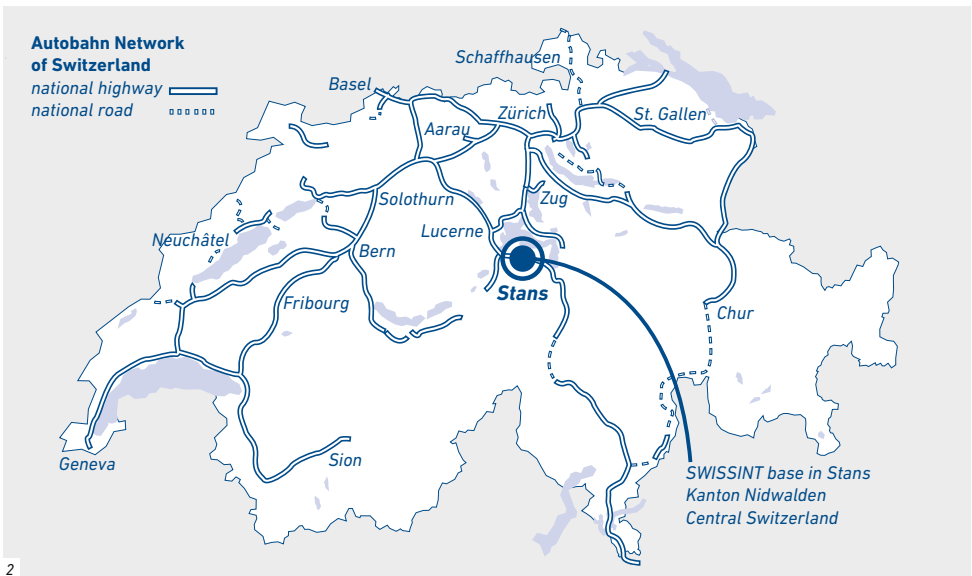 Autobahn Network
of Switzerland
national highway
national road
Schaffhausen
Basel
Zürich
St. Gallen
Aarau
Solothurn
Zug
Lucerne
Neuchâtel
Bern
Stans
Fribourg
Chur
Geneva
Sion
SWISSINT base in Stans
Kanton Nidwalden
Central Switzerland
2